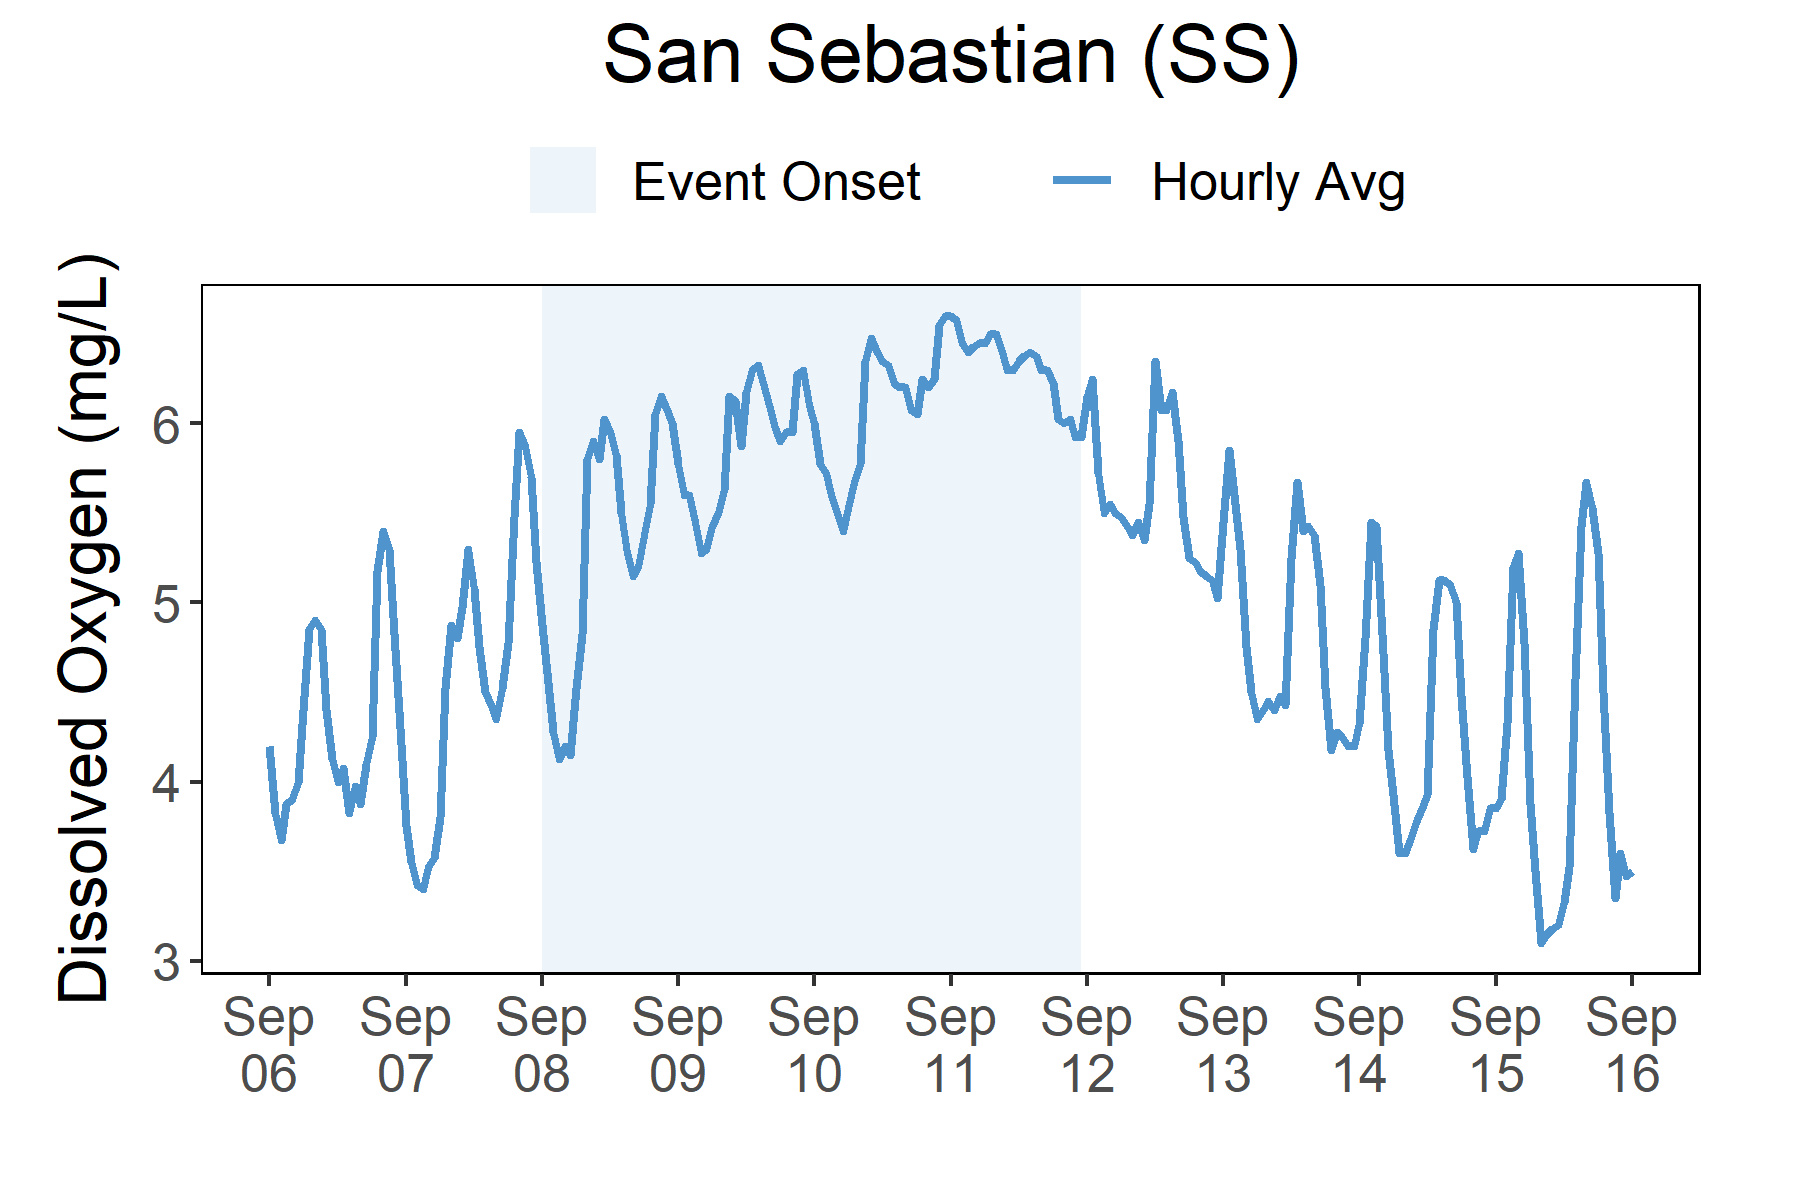 San Sebastian (SS)
Event Onset
Hourly Avg
Dissolved Oxygen (mg/L)
6
5
4
3
Sep 06
Sep 07
Sep 08
Sep 09
Sep 10
Sep 11
Sep 12
Sep 13
Sep 14
Sep 15
Sep 16